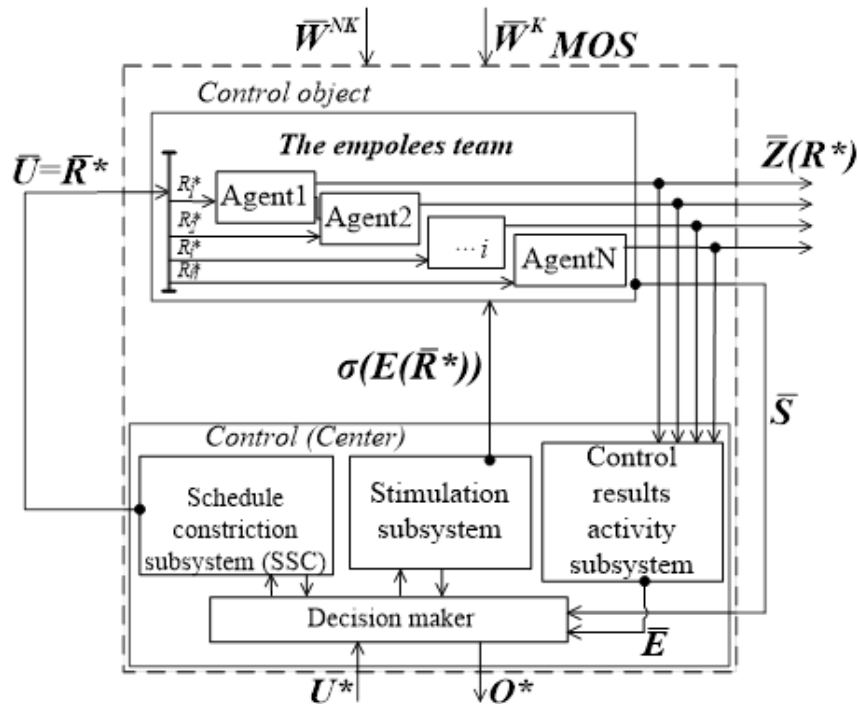 W̄ᴺᴷ W̄ᴷ MOS
Control object
The empolees team
Ū=R̄*
Z̄(R*)
R₁* Agent1
R₂* Agent2
Rᵢ* ... i
AgentN
σ(E(R̄*))
S̄
Control (Center)
Schedule
constriction
subsystem (SSC)
Stimulation
subsystem
Control
results
activity
subsystem
Decision maker
Ē
U*
O*